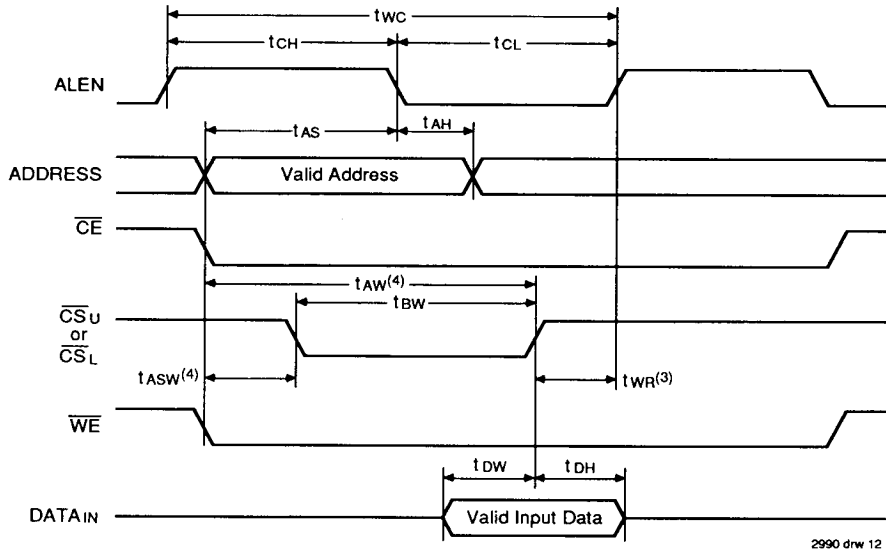 tWC
tCH
tCL
ALEN
tAS
tAH
ADDRESS
Valid Address
CE
tAW(4)
tBW
CSU
or
CSL
tASW(4)
tWR(3)
WE
tDW
tDH
DATAIN
Valid Input Data
2990 drw 12